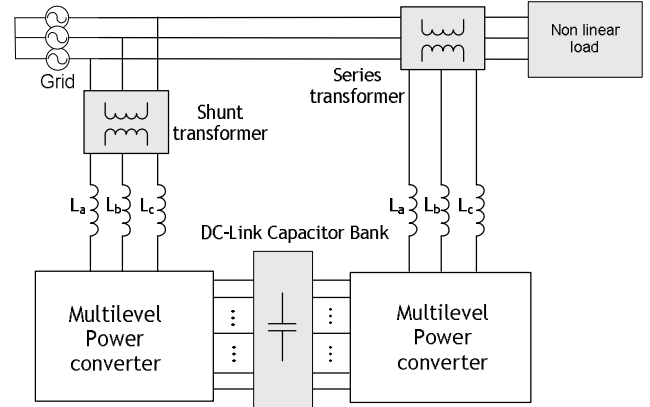 Non linear
load
Grid
Series
transformer
Shunt
transformer
La Lb Lc
La Lb Lc
DC-Link Capacitor Bank
Multilevel
Power
converter
Multilevel
Power
converter